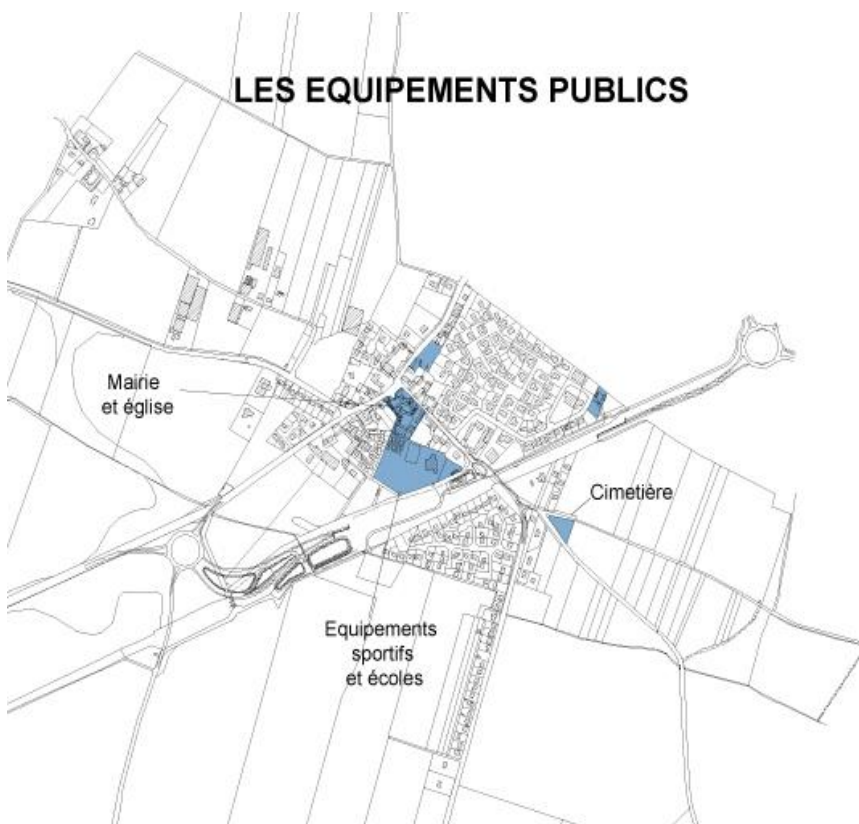 LES EQUIPEMENTS PUBLICS
Mairie
et église
Cimetière
Equipements
sportifs
et écoles